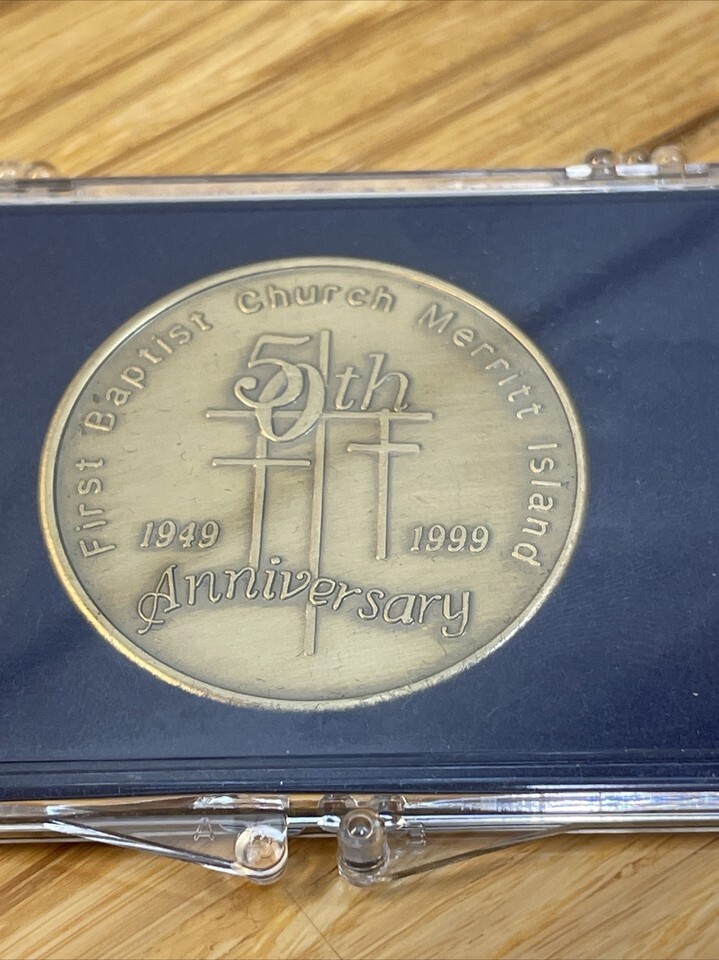 First Baptist Church Merritt Island
50th
1949 1999
Anniversary